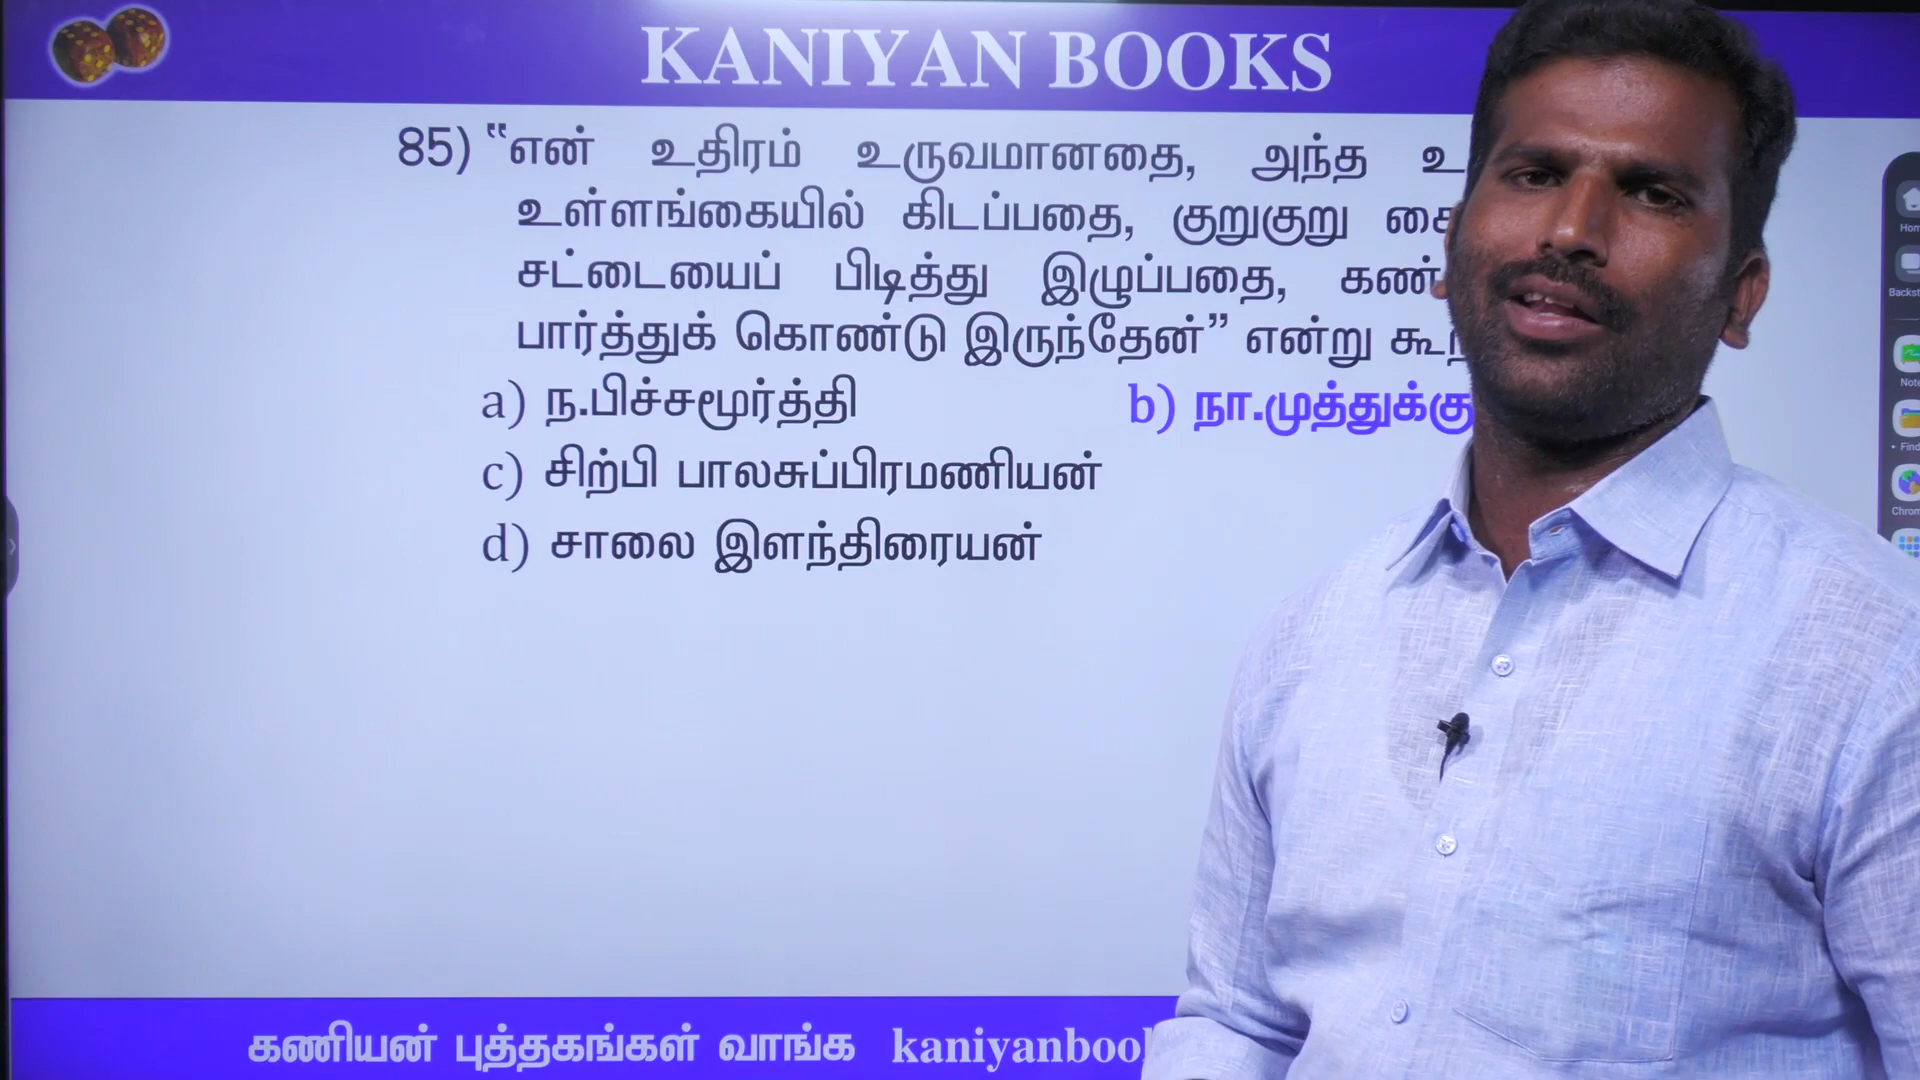 KANIYAN BOOKS
85) "என் உதிரம் உருவமானதை, அந்த
உள்ளங்கையில் கிடப்பதை, குறுகுறு
சட்டையைப் பிடித்து இழுப்பதை,
பார்த்துக் கொண்டு இருந்தேன்" என்று
a) ந.பிச்சமூர்த்தி b)
c) சிற்பி பாலசுப்பிரமணியன்
d) சாலை இளந்திரையன்
கணியன் புத்தகங்கள் வாங்க